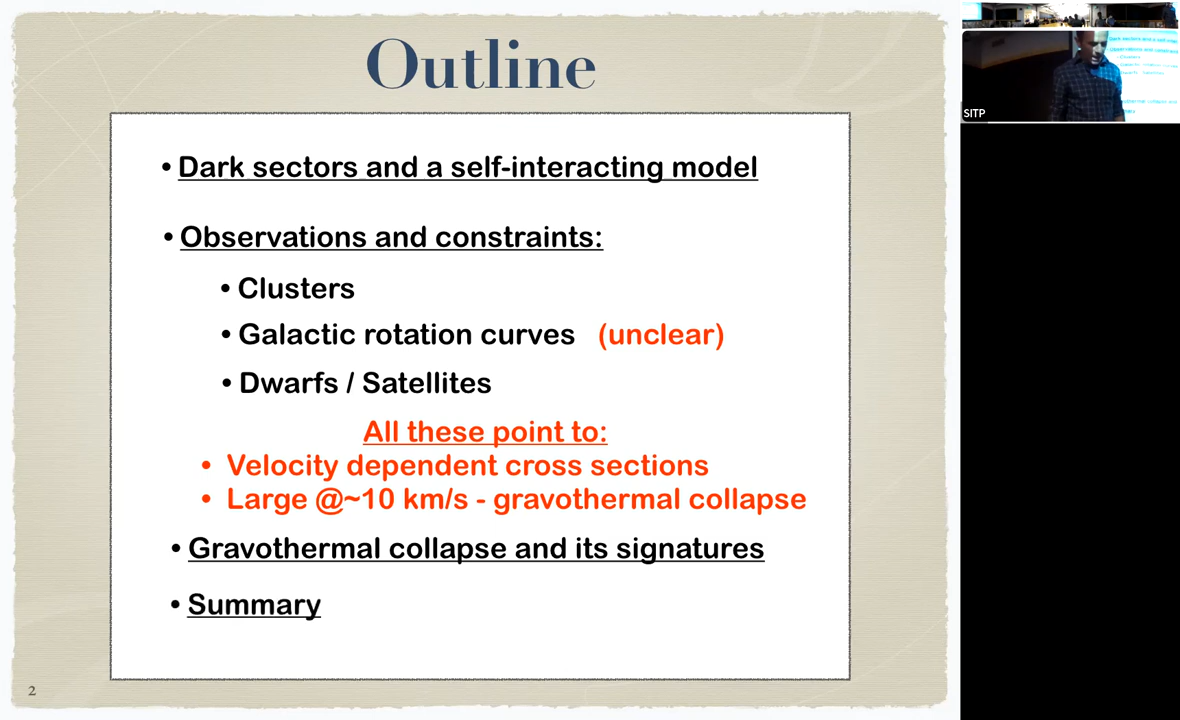 Outline
• Dark sectors and a self-interacting model
• Observations and constraints:
• Clusters
• Galactic rotation curves (unclear)
• Dwarfs / Satellites
All these point to:
• Velocity dependent cross sections
• Large @~10 km/s - gravothermal collapse
• Gravothermal collapse and its signatures
• Summary
2
SITP